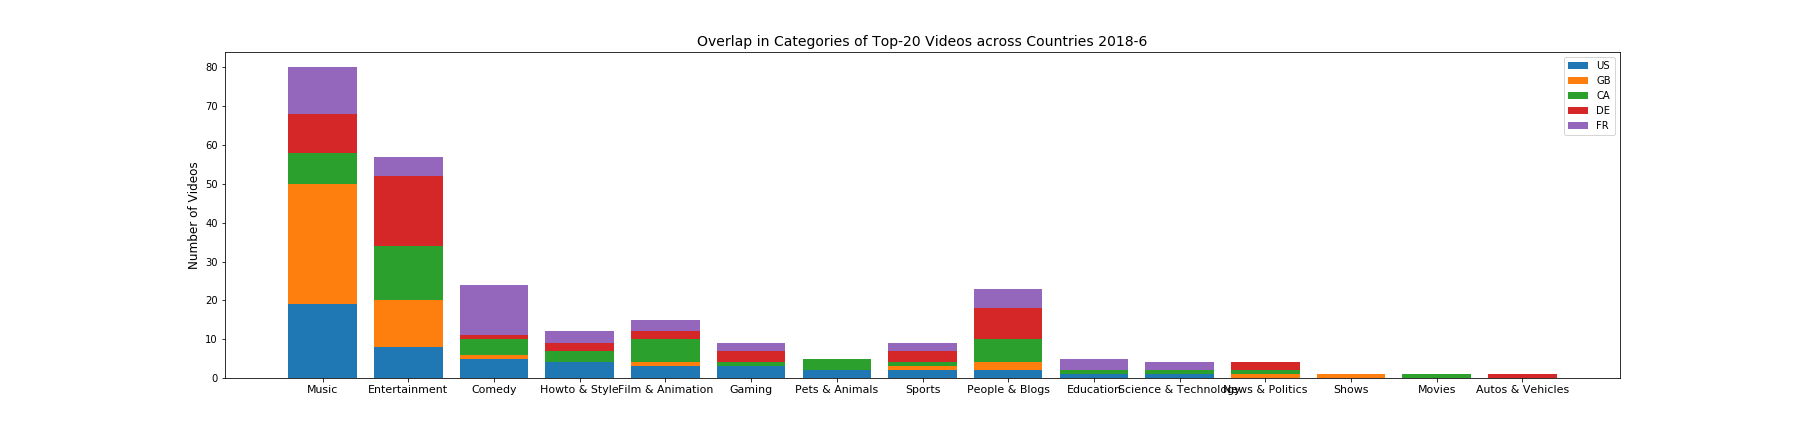 Overlap in Categories of Top-20 Videos across Countries 2018-6
US
GB
CA
DE
FR
Number of Videos
80
70
60
50
40
30
20
10
0
Music Entertainment Comedy Howto & Style Film & Animation Gaming Pets & Animals Sports People & Blogs Education Science & Technology News & Politics Shows Movies Autos & Vehicles